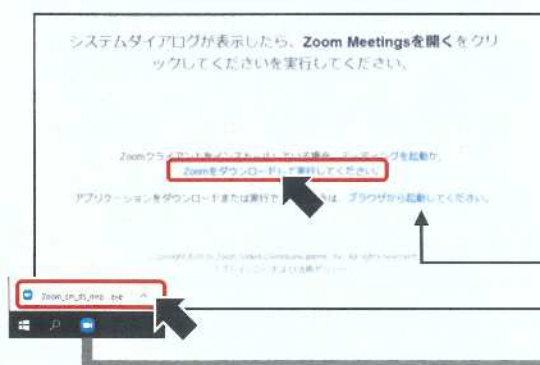 システムダイアログが表示したら、Zoom Meetingsを開くをクリ
ックしてくださいを実行してください。
Zoomクライアントをインストールしている場合、ミーティングを起動か、
Zoomをダウンロードして実行してください。
アプリケーションをダウンロードまたは実行で は、ブラウザから起動してください。
Zoom_cm_ds_mp...exe